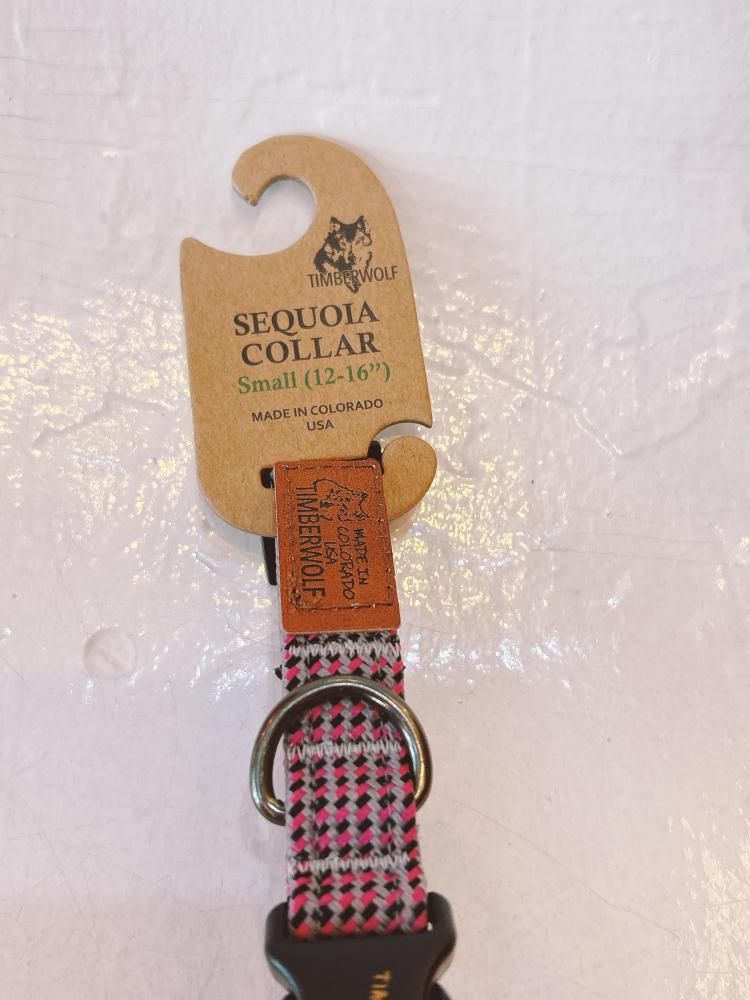 TIMBERWOLF
SEQUOIA
COLLAR
Small (12-16”)
MADE IN COLORADO
USA
MADE IN
COLORADO
USA
TIMBERWOLF